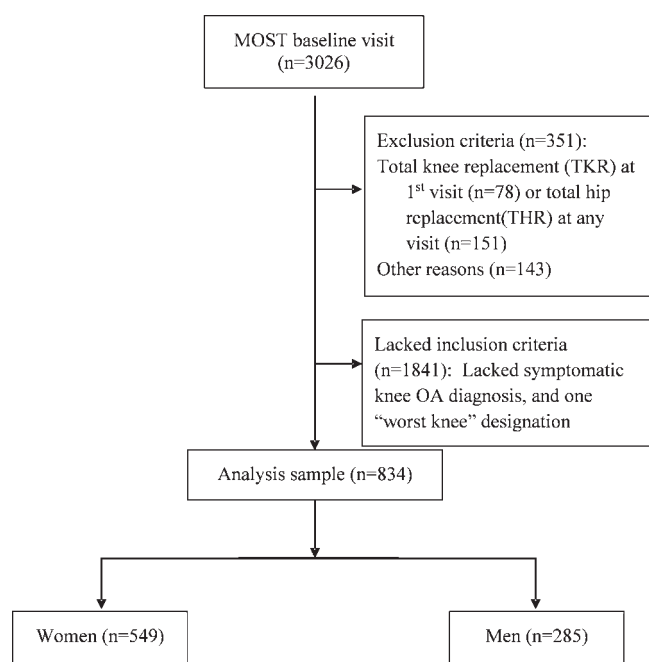 MOST baseline visit
(n=3026)
Exclusion criteria (n=351):
Total knee replacement (TKR) at
1st visit (n=78) or total hip
replacement(THR) at any
visit (n=151)
Other reasons (n=143)
Lacked inclusion criteria
(n=1841):  Lacked symptomatic
knee OA diagnosis, and one
“worst knee” designation
Analysis sample (n=834)
Women (n=549)
Men (n=285)